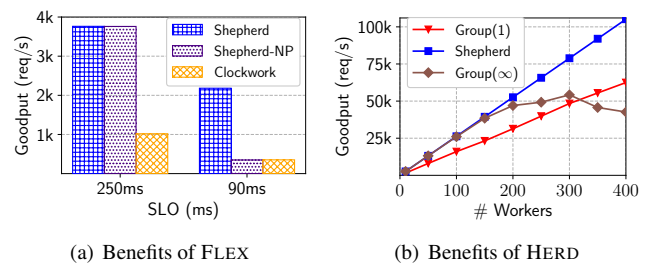 4k
3k
2k
1k
Goodput (req/s)
Shepherd
Shepherd-NP
Clockwork
250ms
90ms
SLO (ms)
(a) Benefits of FLEX
100k
75k
50k
25k
Goodput (req/s)
Group(1)
Shepherd
Group(∞)
0
100
200
300
400
# Workers
(b) Benefits of HERD